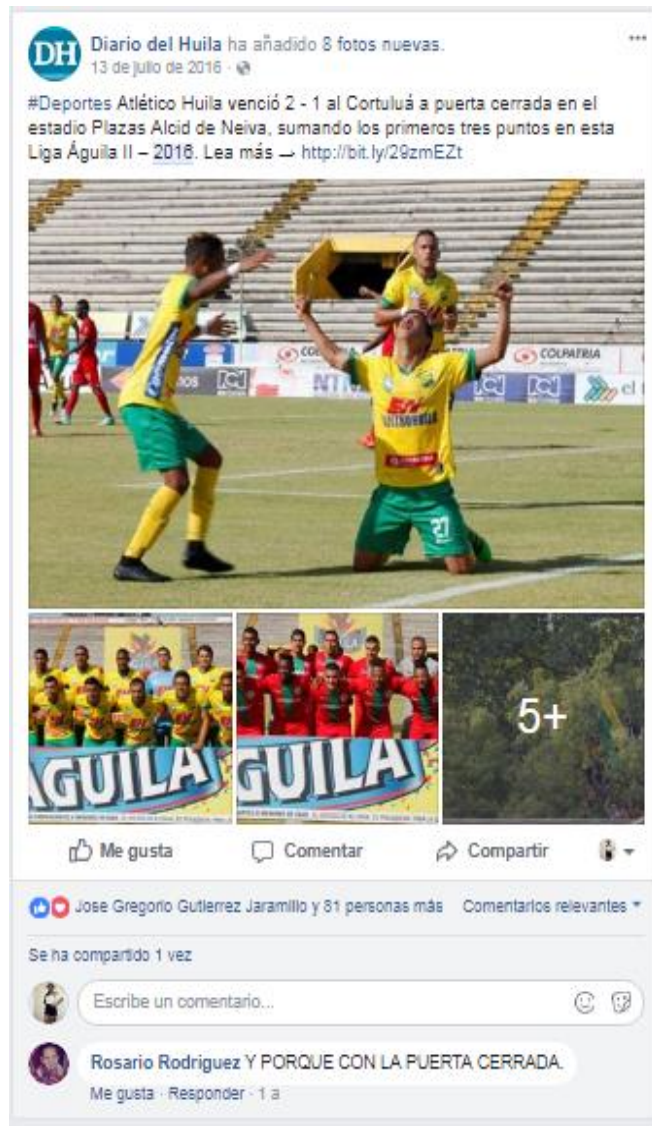 DH
Diario del Huila ha añadido 8 fotos nuevas.
13 de julio de 2016
#Deportes Atlético Huila venció 2 - 1 al Cortuluá a puerta cerrada en el
estadio Plazas Alcid de Neiva, sumando los primeros tres puntos en esta
Liga Águila II – 2016. Lea más → http://bit.ly/29zmEZt
COLPATRIA
RCN
RCN
RCN
el
27
AGUILA
GUILA
5+
Me gusta
Comentar
Compartir
Jose Gregorio Gutierrez Jaramillo y 81 personas más
Comentarios relevantes
Se ha compartido 1 vez
Escribe un comentario...
Rosario Rodriguez Y PORQUE CON LA PUERTA CERRADA.
Me gusta · Responder · 1 a